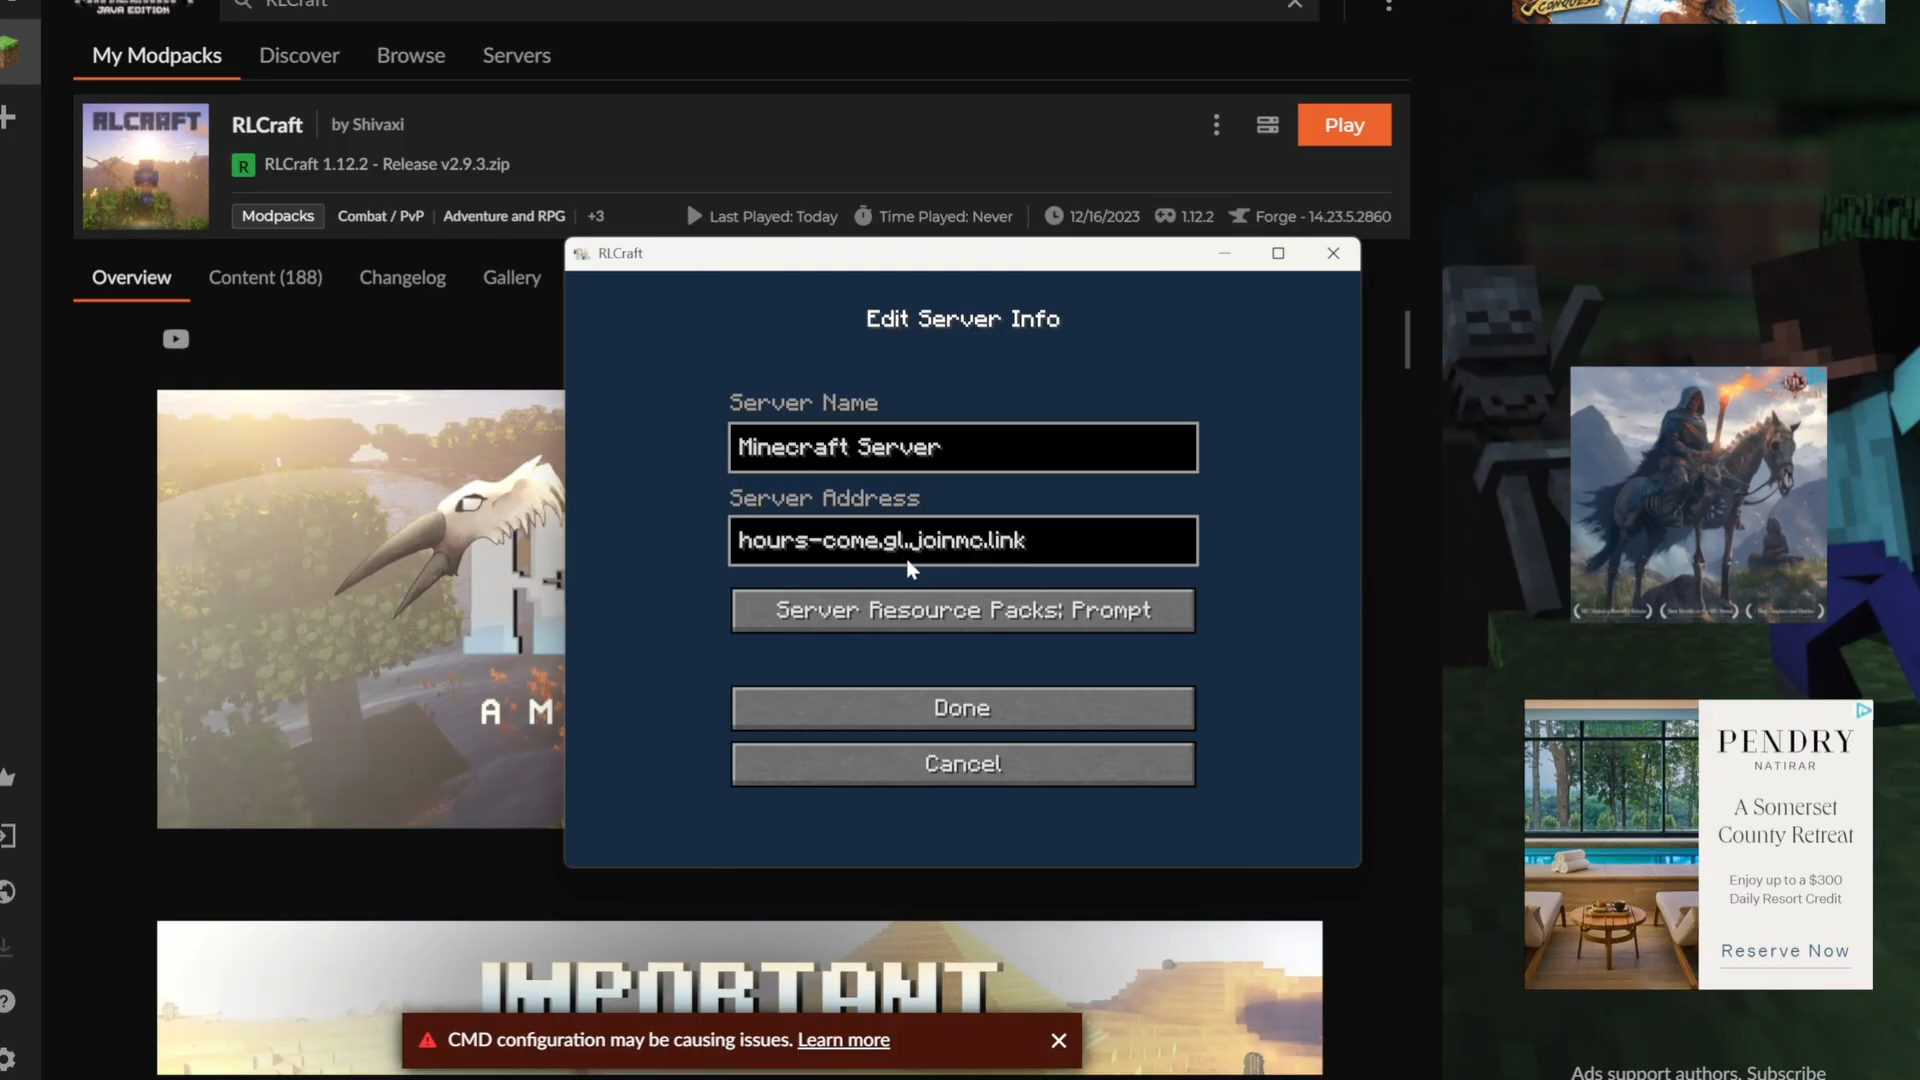 JAVA EDITION
RLCraft
My Modpacks Discover Browse Servers
RLCRAFT
RLCraft by Shivaxi
Play
R RLCraft 1.12.2 - Release v2.9.3.zip
Modpacks Combat / PvP Adventure and RPG +3 Last Played: Today Time Played: Never 12/16/2023 1.12.2 Forge - 14.23.5.2860
Overview Content (188) Changelog Gallery
RLCraft
Edit Server Info
Server Name
Minecraft Server
Server Address
hours-come.gl.joinmc.link
Server Resource Packs: Prompt
Done
Cancel
A M
IMPORTANT
CMD configuration may be causing issues. Learn more
CONQUEST
PENDRY
NATIRAR
A Somerset
County Retreat
Enjoy up to a $300
Daily Resort Credit
Reserve Now
Ads support authors. Subscribe